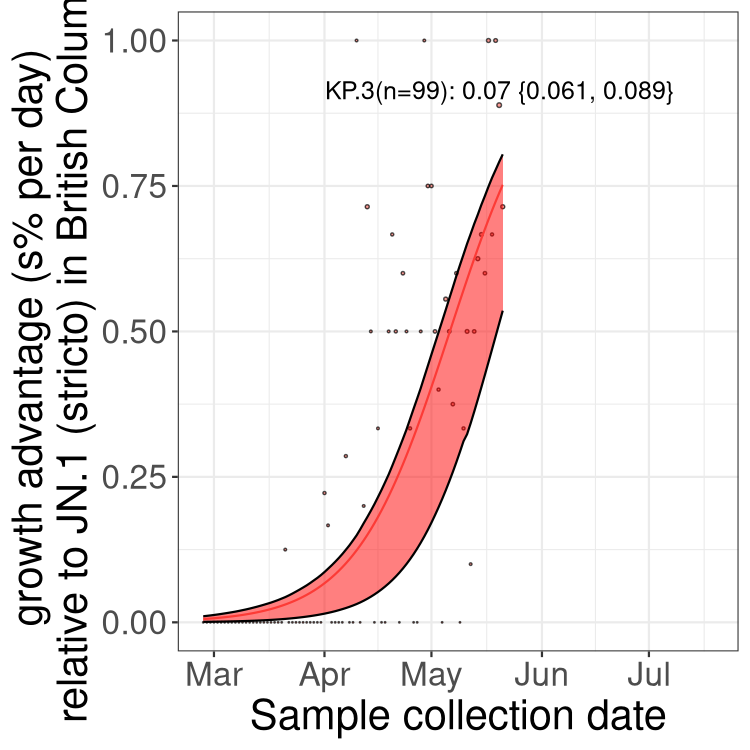 growth advantage (s% per day)
relative to JN.1 (stricto) in British Colum
1.00
0.75
0.50
0.25
0.00
KP.3(n=99): 0.07 {0.061, 0.089}
Mar Apr May Jun Jul
Sample collection date